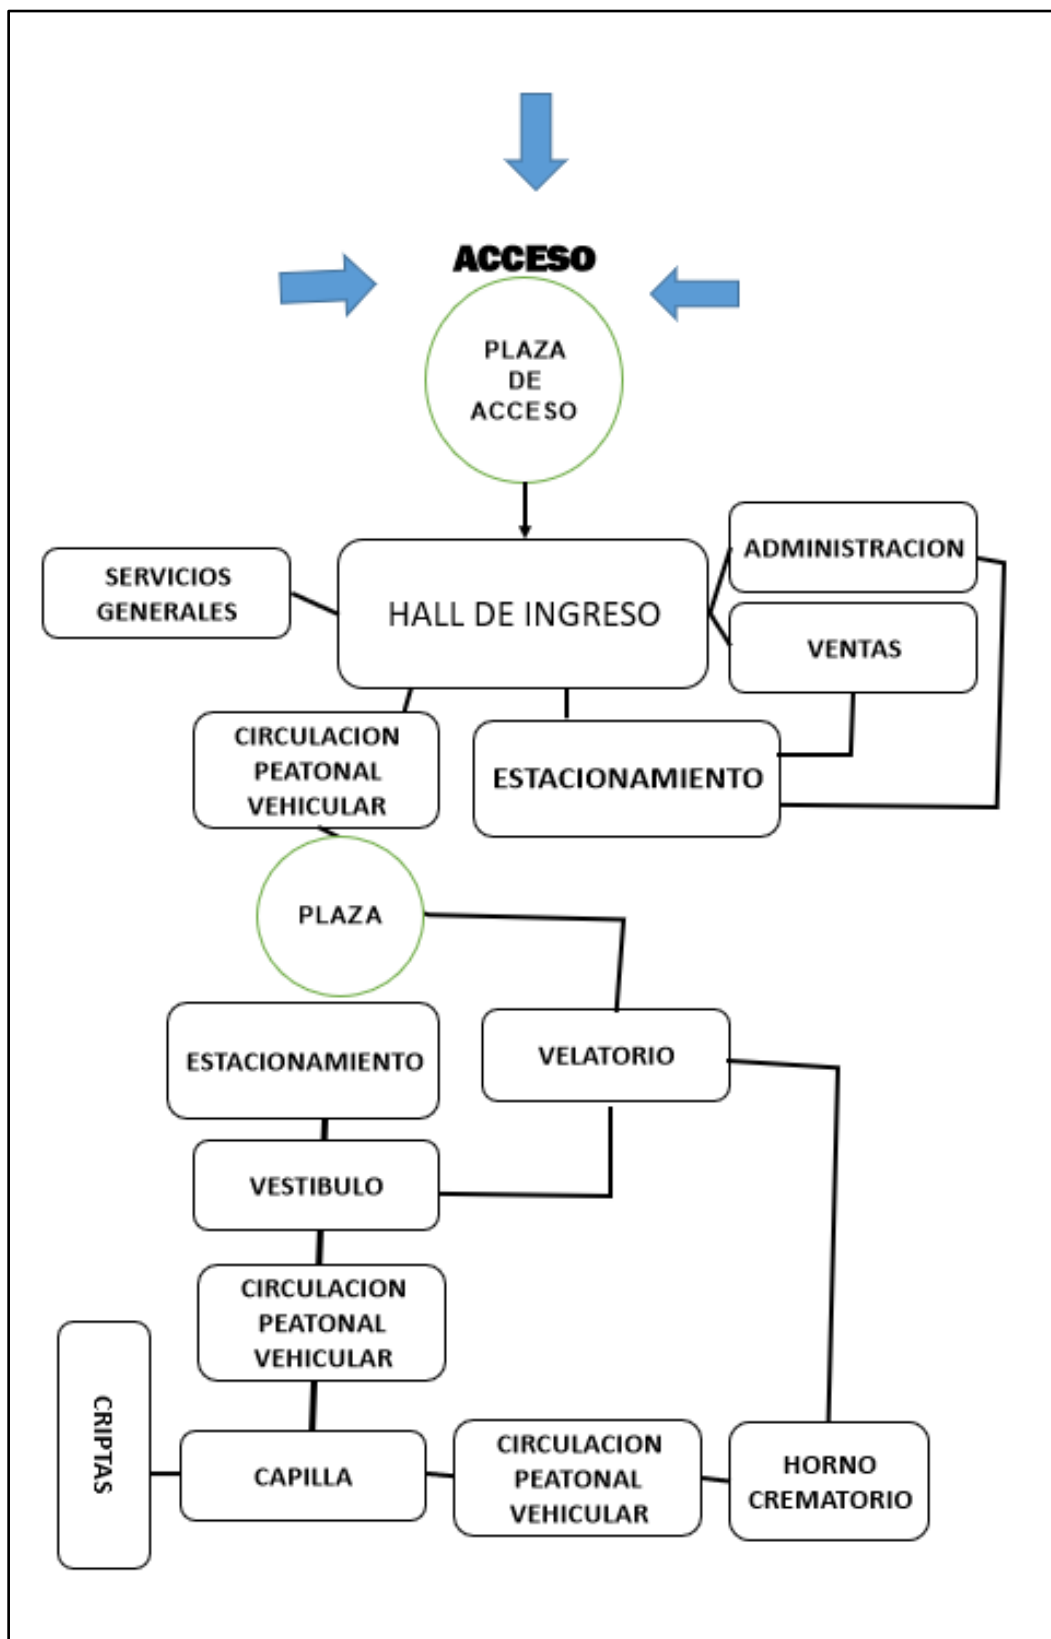 ACCESO
PLAZA
DE
ACCESO
SERVICIOS
GENERALES
HALL DE INGRESO
ADMINISTRACION
VENTAS
CIRCULACION
PEATONAL
VEHICULAR
ESTACIONAMIENTO
PLAZA
ESTACIONAMIENTO
VELATORIO
VESTIBULO
CIRCULACION
PEATONAL
VEHICULAR
CRIPTAS
CAPILLA
CIRCULACION
PEATONAL
VEHICULAR
HORNO
CREMATORIO